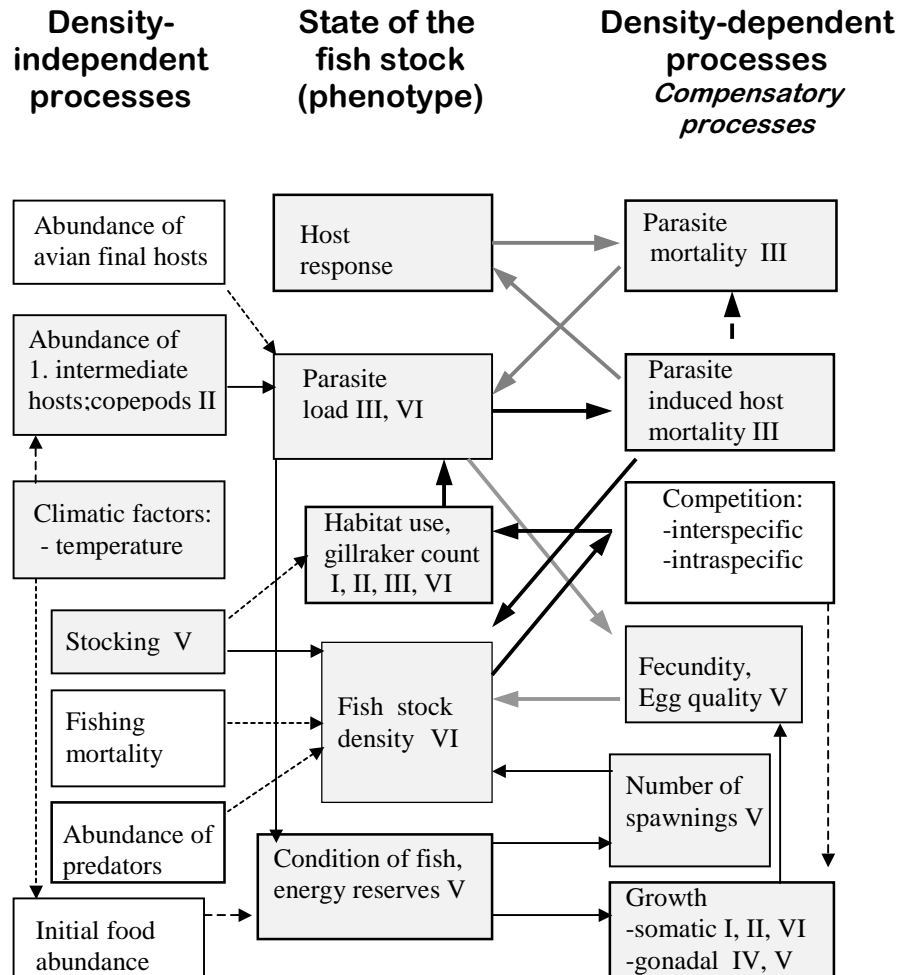 Density-
independent
processes
State of the
fish stock
(phenotype)
Density-dependent
processes
Compensatory
processes
Abundance of
avian final hosts
Abundance of
1. intermediate
hosts;copepods II
Climatic factors:
- temperature
Stocking V
Fishing
mortality
Abundance of
predators
Initial food
abundance
Host
response
Parasite
load III, VI
Habitat use,
gillraker count
I, II, III, VI
Fish stock
density VI
Condition of fish,
energy reserves V
Parasite
mortality III
Parasite
induced host
mortality III
Competition:
-interspecific
-intraspecific
Fecundity,
Egg quality V
Number of
spawnings V
Growth
-somatic I, II, VI
-gonadal IV, V